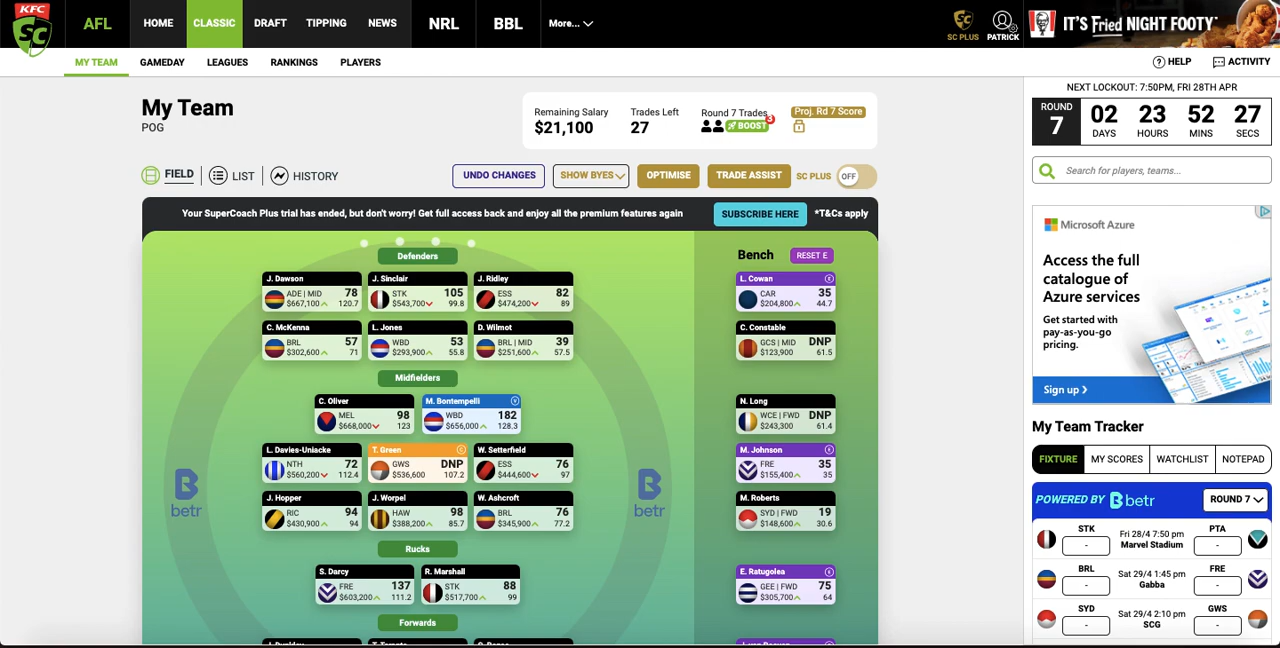 KFC
SC
AFL
HOME
CLASSIC
DRAFT
TIPPING
NEWS
NRL
BBL
More...
SC PLUS
PATRICK
IT'S Fried NIGHT FOOTY
MY TEAM
GAMEDAY
LEAGUES
RANKINGS
PLAYERS
HELP
ACTIVITY
My Team
POG
Remaining Salary
$21,100
Trades Left
27
Round 7 Trades
BOOST
3
Proj. Rd 7 Score
FIELD
LIST
HISTORY
UNDO CHANGES
SHOW BYES
OPTIMISE
TRADE ASSIST
SC PLUS
OFF
Your SuperCoach Plus trial has ended, but don't worry! Get full access back and enjoy all the premium features again
SUBSCRIBE HERE
*T&Cs apply
Defenders
J. Dawson
ADE | MID 78
$667,100 120.7
J. Sinclair
STK 105
$543,700 99.8
J. Ridley
ESS 82
$474,200 89
C. McKenna
BRL 57
$302,600 71
L. Jones
WBD 53
$293,900 55.8
D. Wilmot
BRL | MID 39
$251,600 57.5
Midfielders
C. Oliver
MEL 98
$668,000 123
M. Bontempelli V
WBD 182
$656,000 128.3
L. Davies-Uniacke
NTH 72
$560,200 112.4
T. Green C
GWS DNP
$536,600 107.2
W. Setterfield
ESS 76
$444,600 97
J. Hopper
RIC 94
$430,900 94
J. Worpel
HAW 98
$388,200 85.7
W. Ashcroft
BRL 76
$345,900 77.2
betr
betr
Rucks
S. Darcy
FRE 137
$603,200 111.2
R. Marshall
STK 88
$517,700 99
Forwards
Bench
RESET E
L. Cowan E
CAR 35
$204,800 44.7
C. Constable
GCS | MID DNP
$123,900 61.5
N. Long
WCE | FWD DNP
$243,300 61.4
M. Johnson E
FRE 35
$155,400 35
M. Roberts
SYD | FWD 19
$148,600 30.6
E. Ratugolea E
GEE | FWD 75
$305,700 64
NEXT LOCKOUT: 7:50PM, FRI 28TH APR
ROUND
7
02 23 52 27
DAYS HOURS MINS SECS
Search for players, teams...
Microsoft Azure
Access the full
catalogue of
Azure services
Get started with
pay-as-you-go
pricing.
Sign up >
My Team Tracker
FIXTURE
MY SCORES
WATCHLIST
NOTEPAD
POWERED BY betr
ROUND 7
STK Fri 28/4 7:50 pm PTA
- Marvel Stadium -
BRL Sat 29/4 1:45 pm FRE
- Gabba -
SYD Sat 29/4 2:10 pm GWS
- SCG -